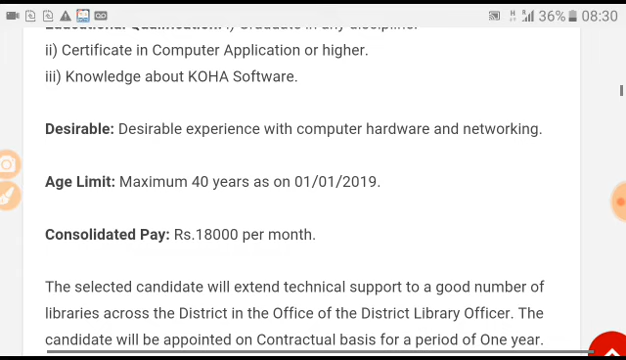 36% 08:30
ii) Certificate in Computer Application or higher.
iii) Knowledge about KOHA Software.
Desirable: Desirable experience with computer hardware and networking.
Age Limit: Maximum 40 years as on 01/01/2019.
Consolidated Pay: Rs.18000 per month.
The selected candidate will extend technical support to a good number of
libraries across the District in the Office of the District Library Officer. The
candidate will be appointed on Contractual basis for a period of One year.